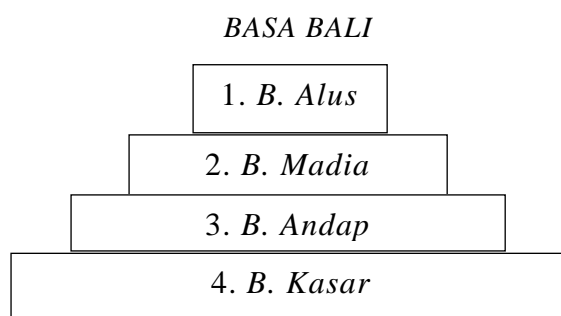 BASA BALI
1. B. Alus
2. B. Madia
3. B. Andap
4. B. Kasar